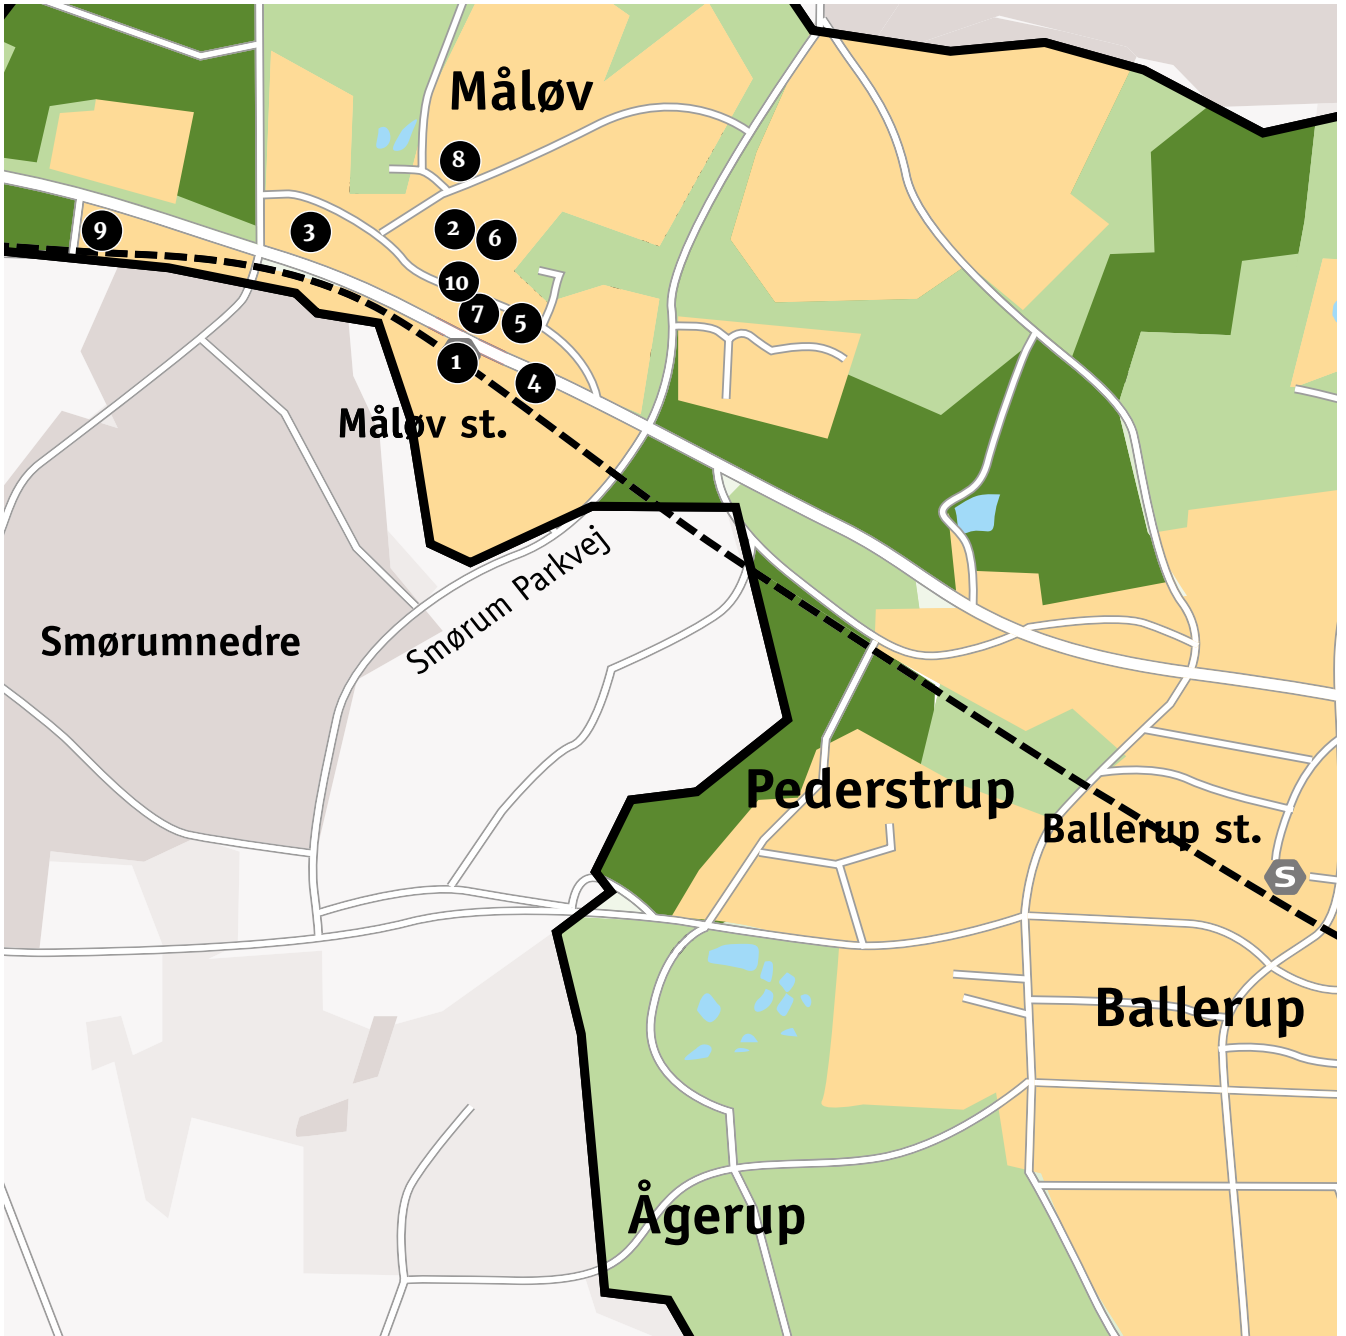 Måløv
8
9
3
2
6
10
7
5
1
4
Måløv st.
Smørum Parkvej
Smørumnedre
Pederstrup
Ballerup st.
S
Ballerup
Ågerup